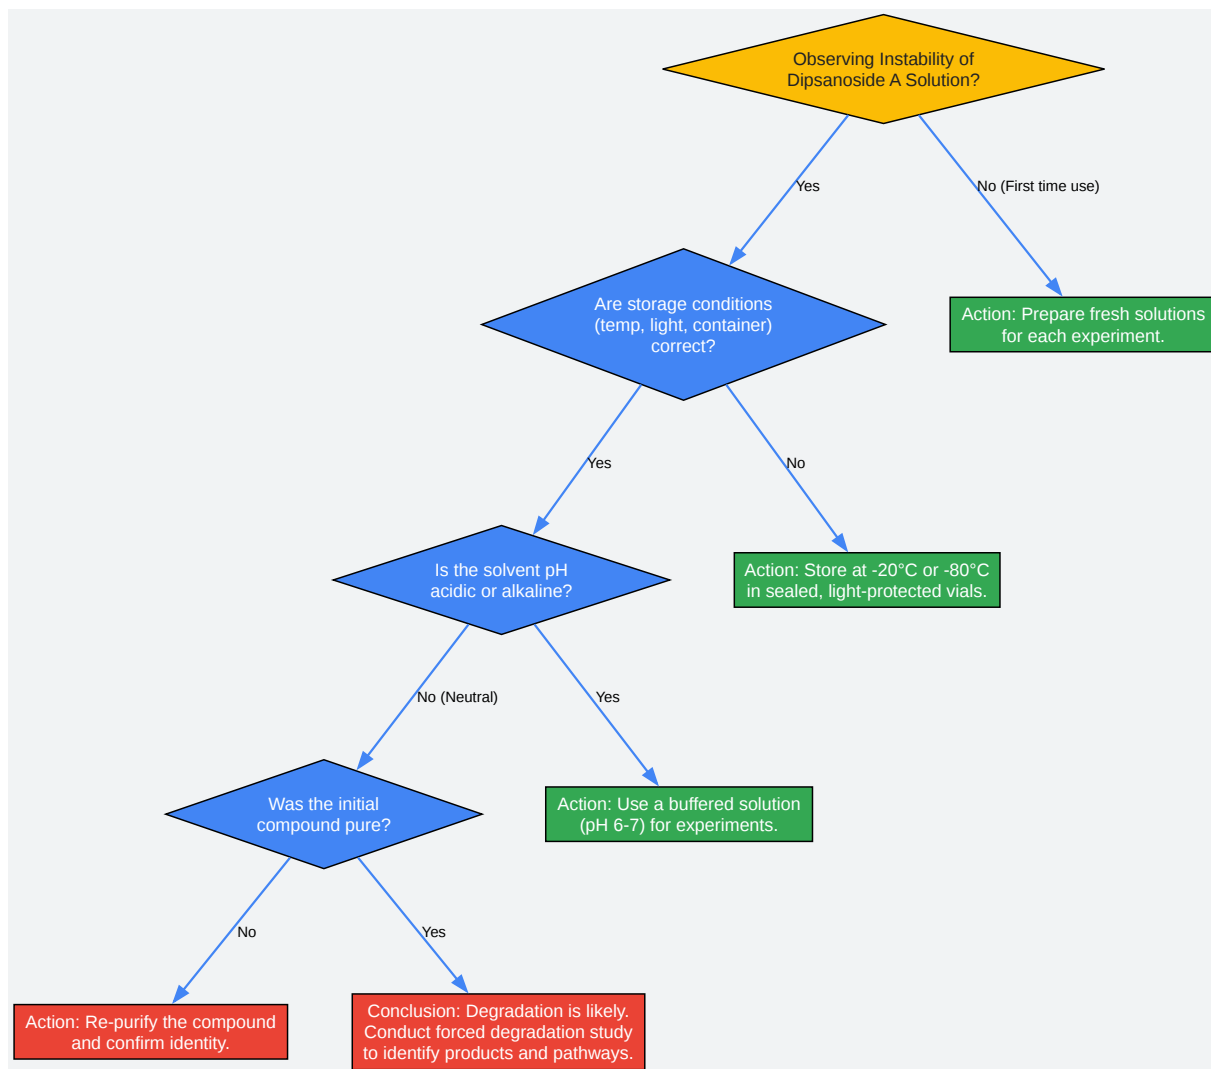 Observing Instability of
Dipsanoside A Solution?
Yes
No (First time use)
Are storage conditions
(temp, light, container)
correct?
Action: Prepare fresh solutions
for each experiment.
Yes
No
Is the solvent pH
acidic or alkaline?
Action: Store at -20°C or -80°C
in sealed, light-protected vials.
No (Neutral)
Yes
Was the initial
compound pure?
Action: Use a buffered solution
(pH 6-7) for experiments.
No
Yes
Action: Re-purify the compound
and confirm identity.
Conclusion: Degradation is likely.
Conduct forced degradation study
to identify products and pathways.